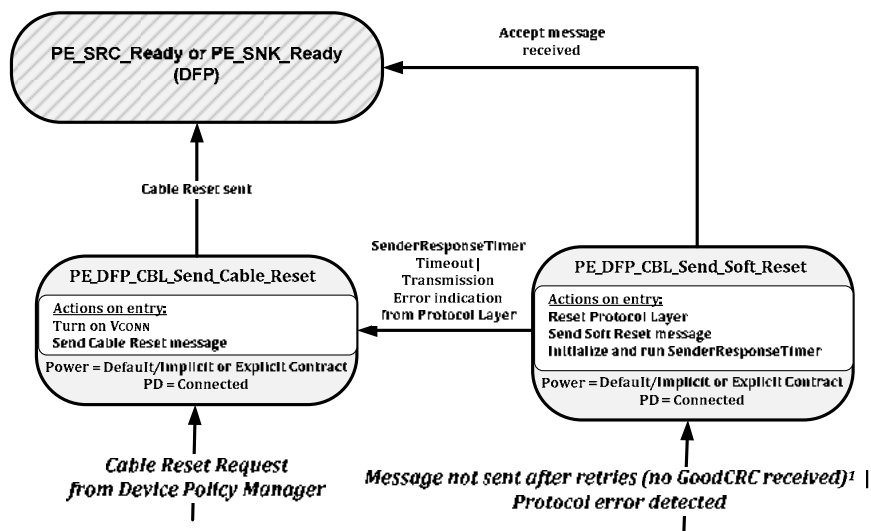 PE_SRC_Ready or PE_SNK_Ready
(DFP)
Accept message
received
Cable Reset sent
SenderResponseTimer
Timeout |
Transmission
Error indication
from Protocol Layer
PE_DFP_CBL_Send_Cable_Reset
Actions on entry:
Turn on VCONN
Send Cable Reset message
Power = Default/Implicit or Explicit Contract
PD = Connected
PE_DFP_CBL_Send_Soft_Reset
Actions on entry:
Reset Protocol Layer
Send Soft Reset message
Initialize and run SenderResponseTimer
Power = Default/Implicit or Explicit Contract
PD = Connected
Cable Reset Request
from Device Policy Manager
Message not sent after retries (no GoodCRC received)¹ |
Protocol error detected